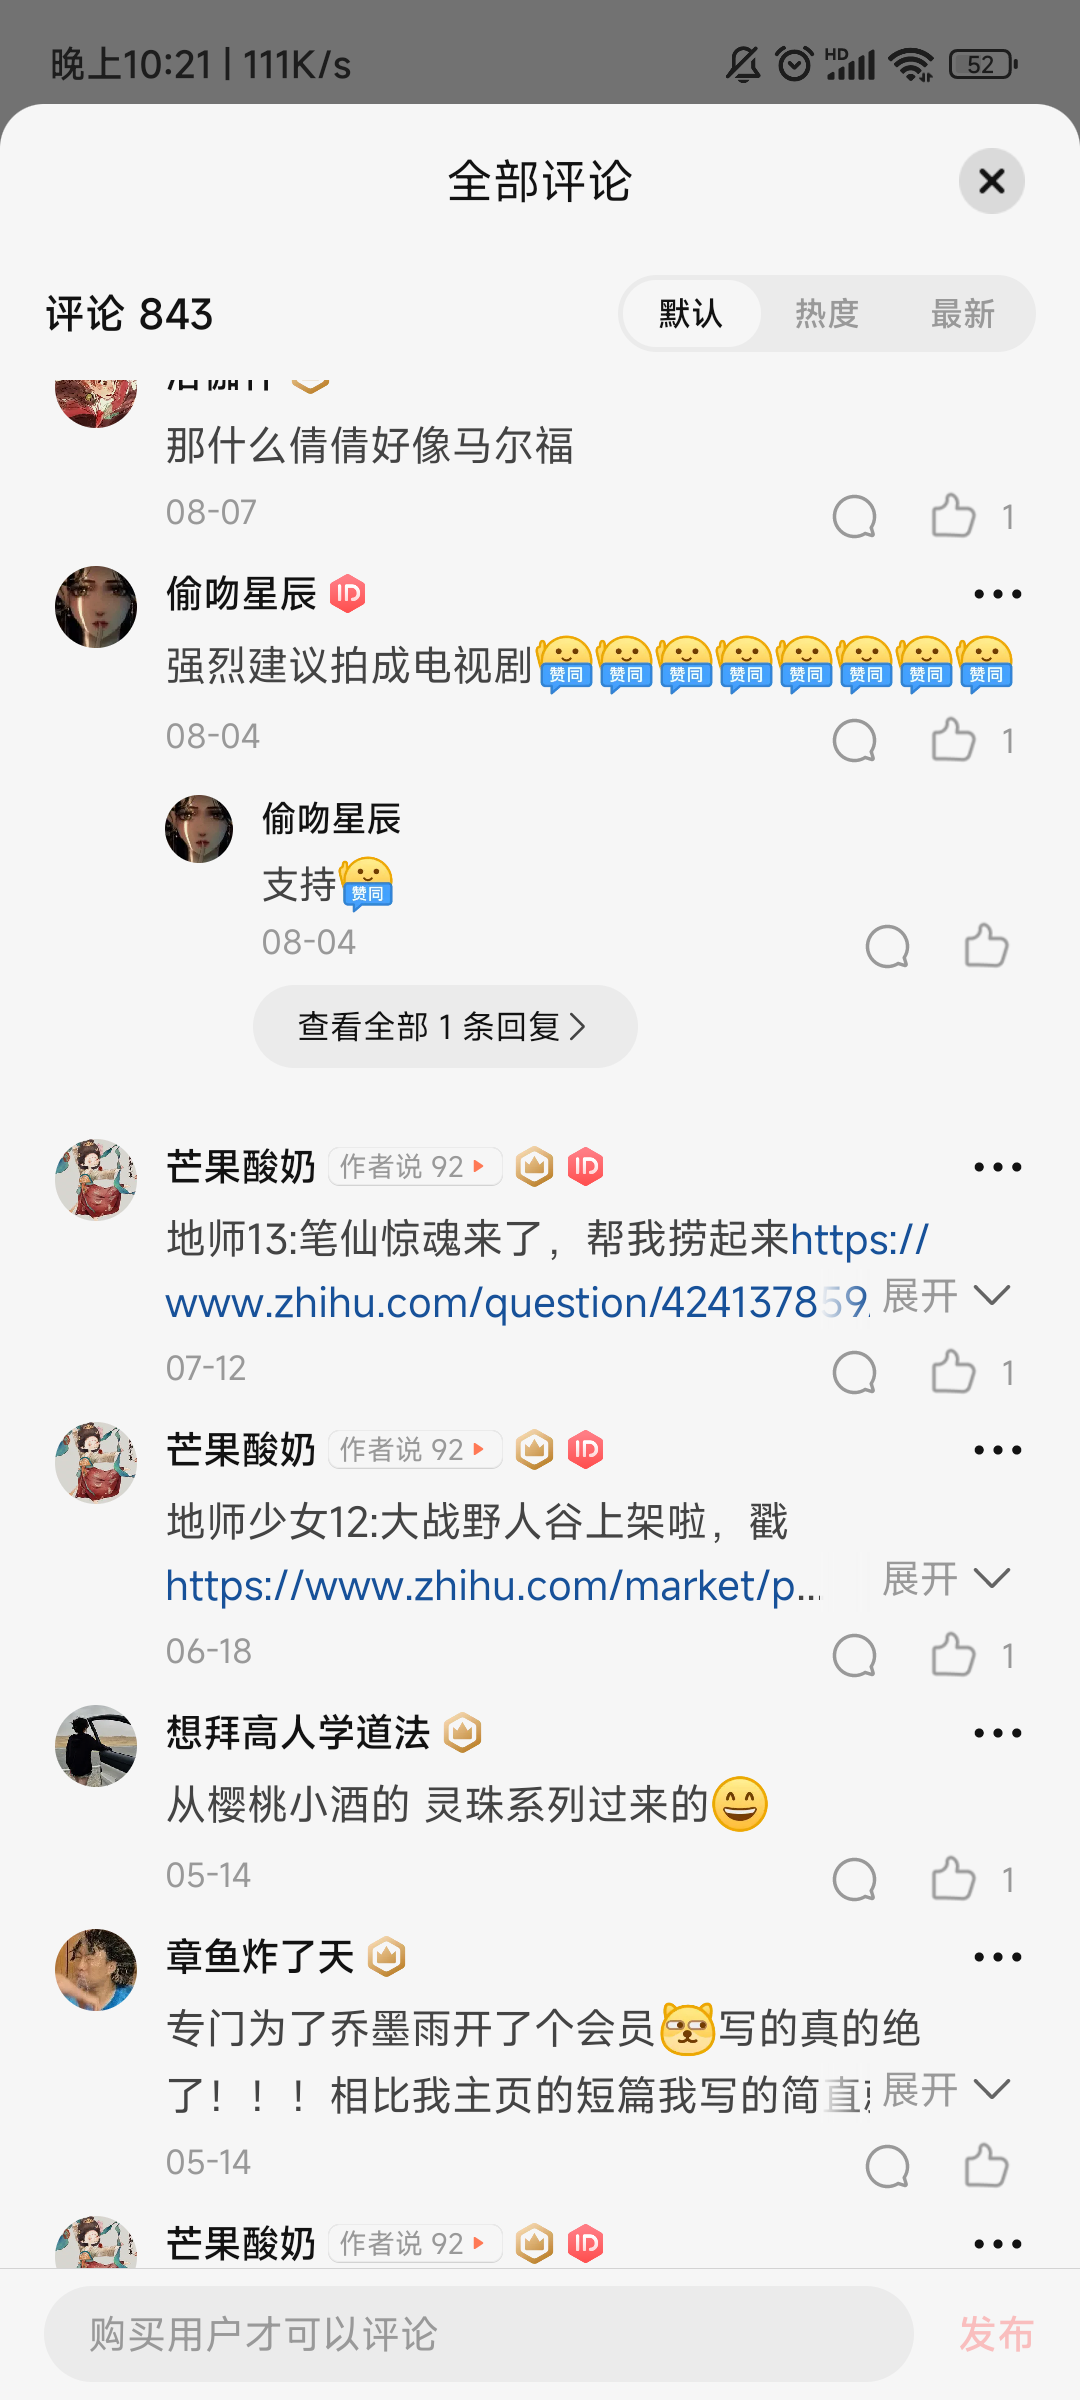 晚上10:21 | 111K/s
HD
52
全部评论
评论 843
默认
热度
最新
那什么倩倩好像马尔福
08-07
1
偷吻星辰
强烈建议拍成电视剧赞同赞同赞同赞同赞同赞同赞同赞同
08-04
1
偷吻星辰
支持赞同
08-04
查看全部 1 条回复
芒果酸奶 作者说 92
地师13:笔仙惊魂来了，帮我捞起来https://
www.zhihu.com/question/424137859
展开
07-12
1
芒果酸奶 作者说 92
地师少女12:大战野人谷上架啦，戳
https://www.zhihu.com/market/p...
展开
06-18
1
想拜高人学道法
从樱桃小酒的 灵珠系列过来的
05-14
1
章鱼炸了天
专门为了乔墨雨开了个会员写的真的绝
了！！！相比我主页的短篇我写的简直
展开
05-14
芒果酸奶 作者说 92
购买用户才可以评论
发布